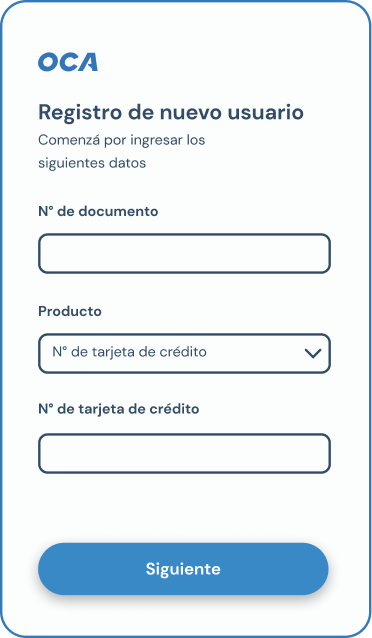 OCA
Registro de nuevo usuario
Comenzá por ingresar los
siguientes datos
N° de documento
Producto
N° de tarjeta de crédito
N° de tarjeta de crédito
Siguiente